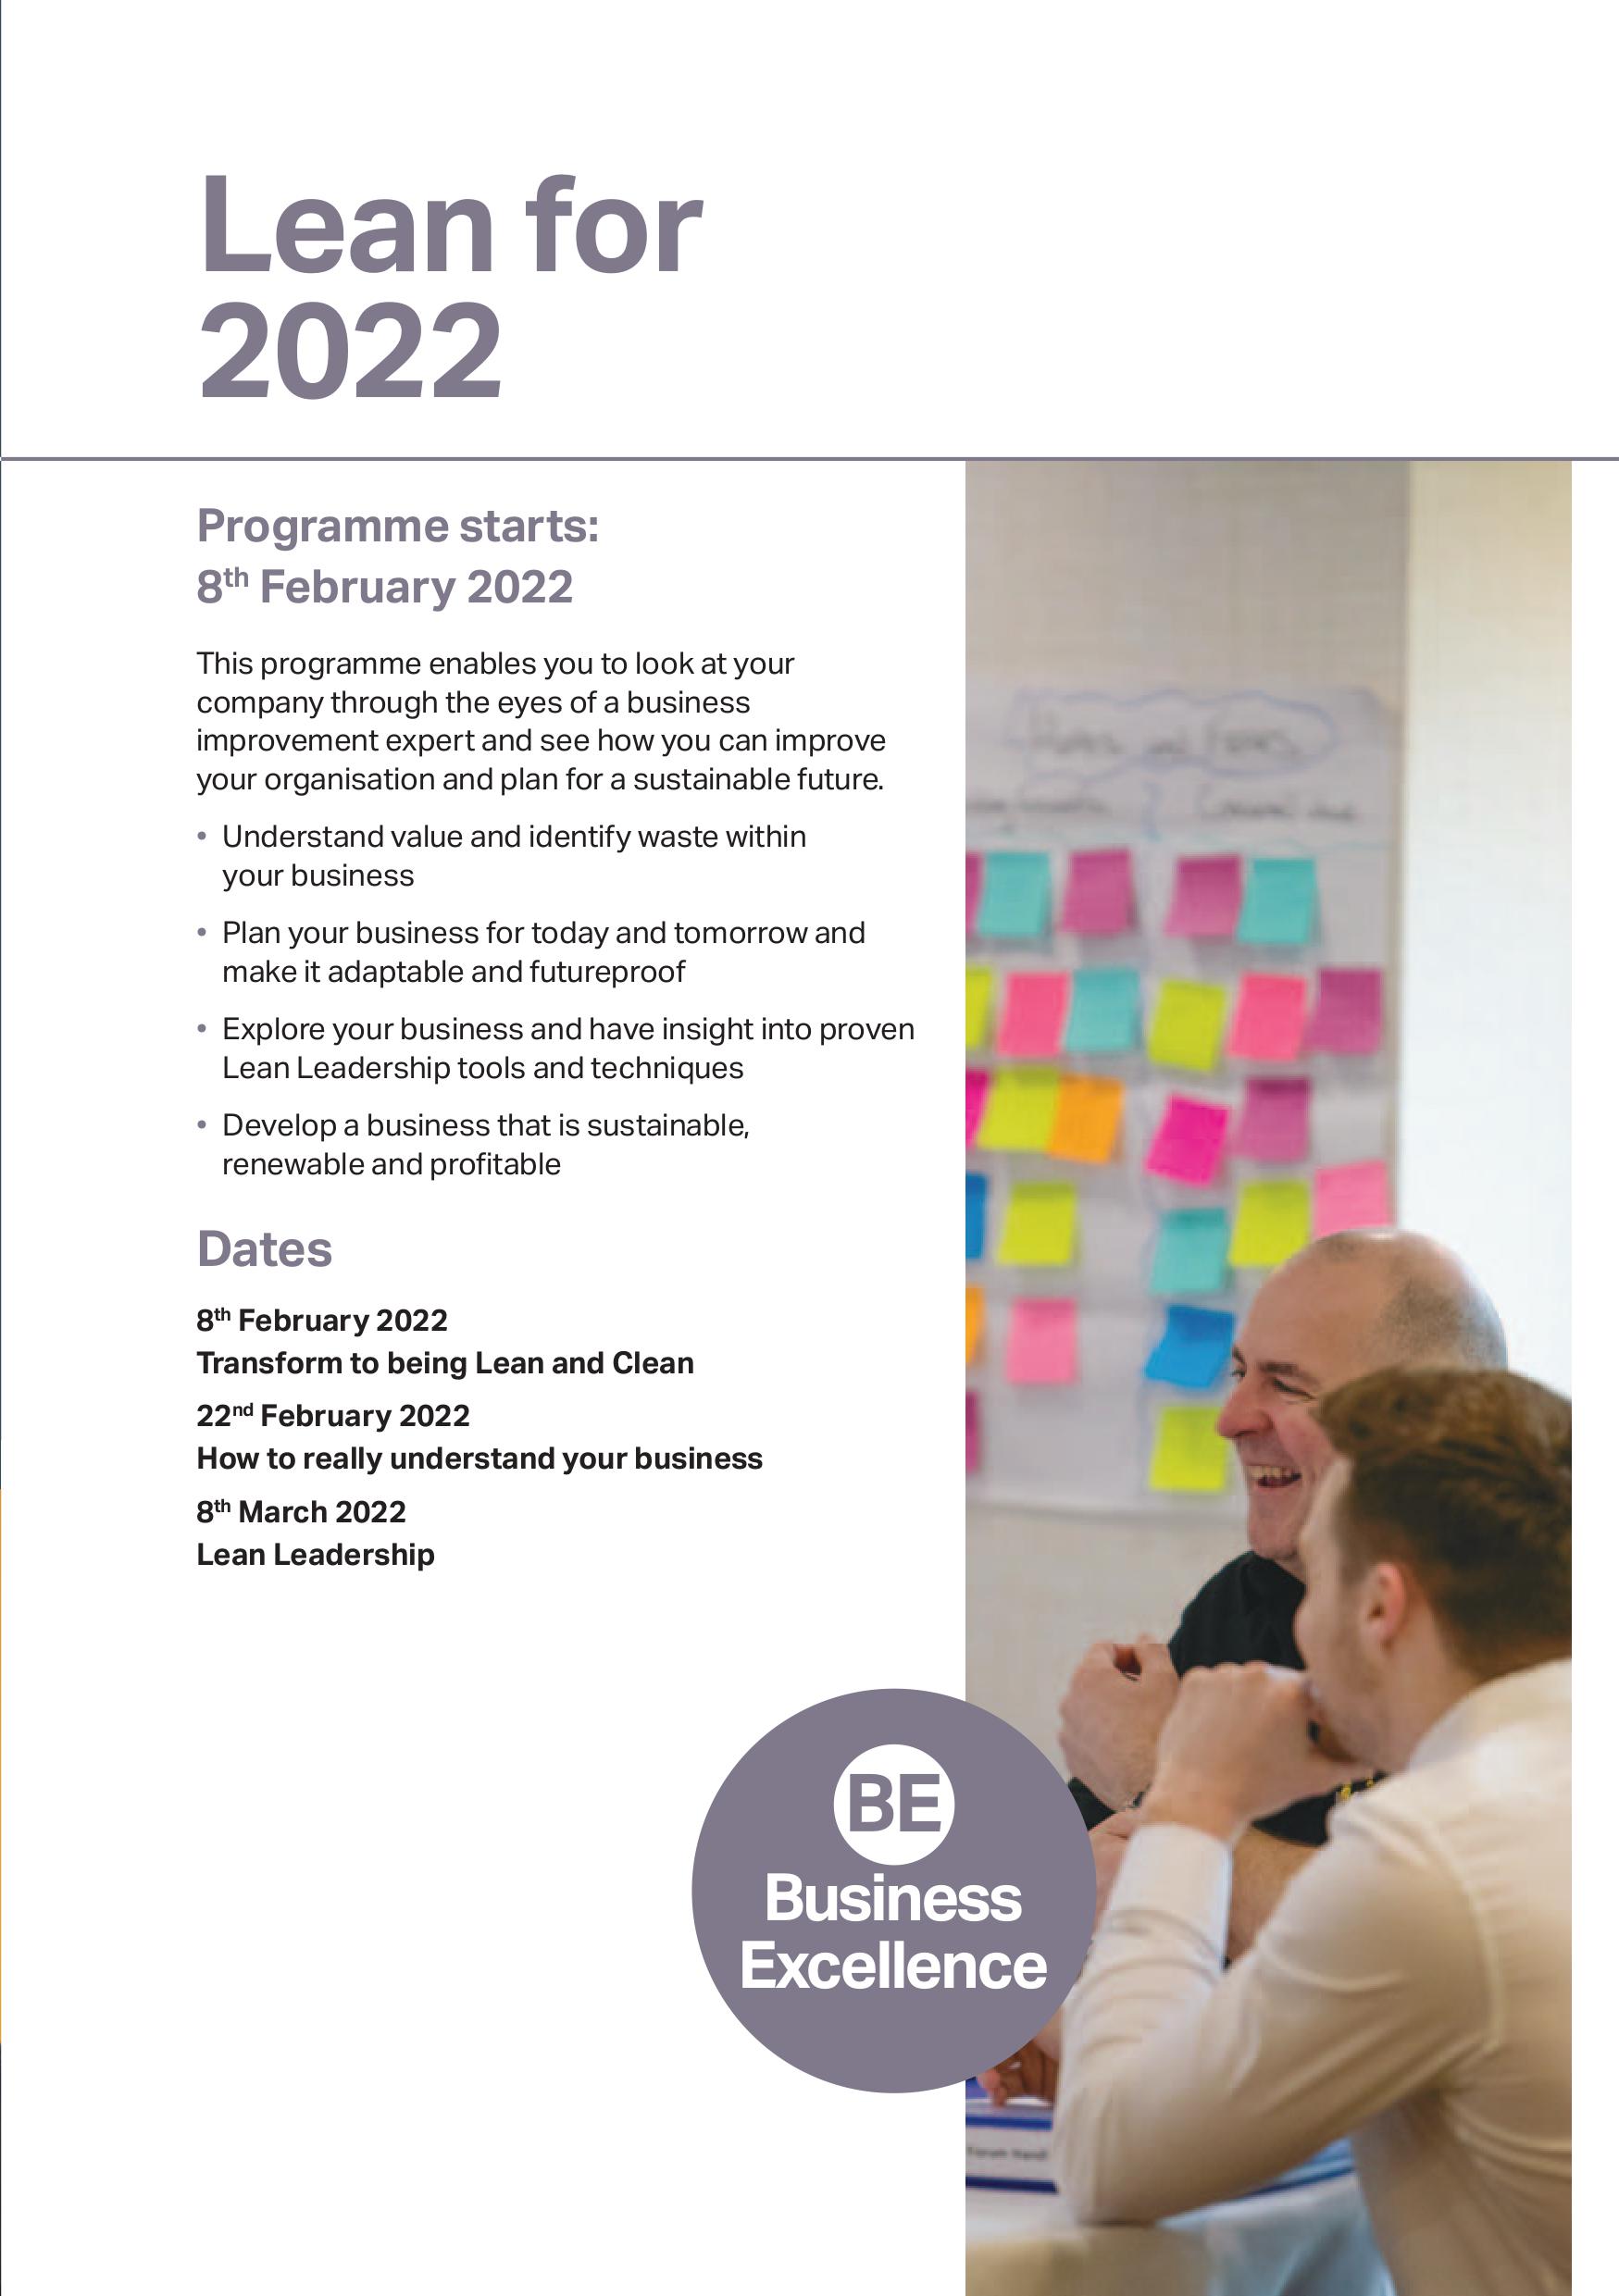 Lean for
2022
Programme starts:
8th February 2022
This programme enables you to look at your
company through the eyes of a business
improvement expert and see how you can improve
your organisation and plan for a sustainable future.
• Understand value and identify waste within
your business
• Plan your business for today and tomorrow and
make it adaptable and futureproof
• Explore your business and have insight into proven
Lean Leadership tools and techniques
• Develop a business that is sustainable,
renewable and profitable
Dates
8th February 2022
Transform to being Lean and Clean
22nd February 2022
How to really understand your business
8th March 2022
Lean Leadership
BE
Business
Excellence